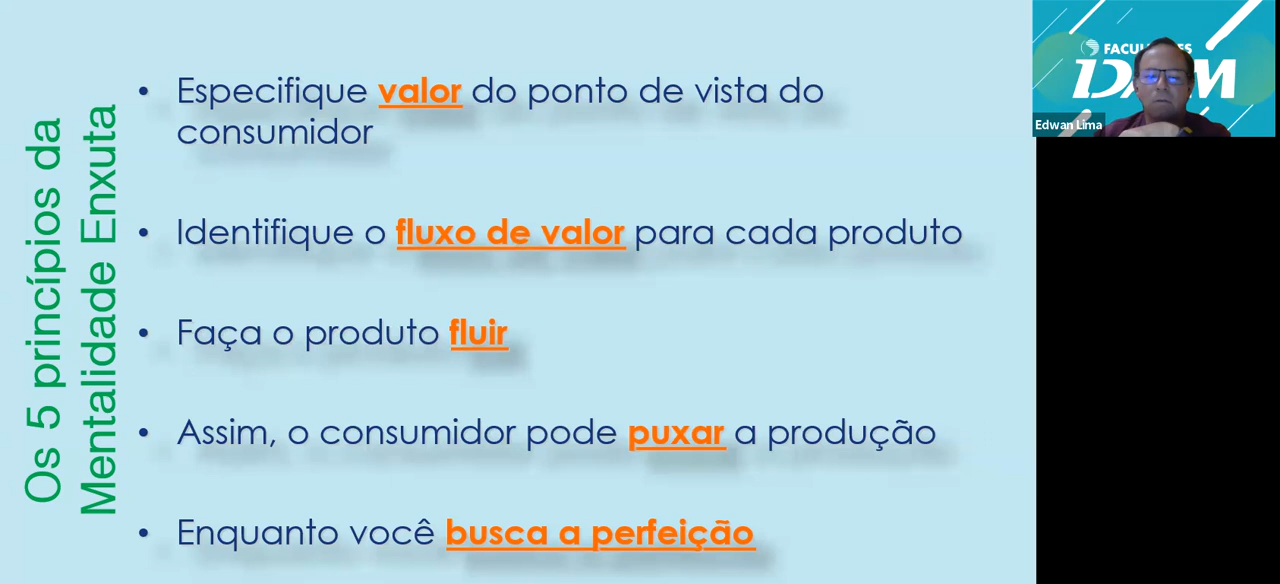 Os 5 princípios da
Mentalidade Enxuta
• Especifique valor do ponto de vista do
consumidor
• Identifique o fluxo de valor para cada produto
• Faça o produto fluir
• Assim, o consumidor pode puxar a produção
• Enquanto você busca a perfeição
Edwan Lima